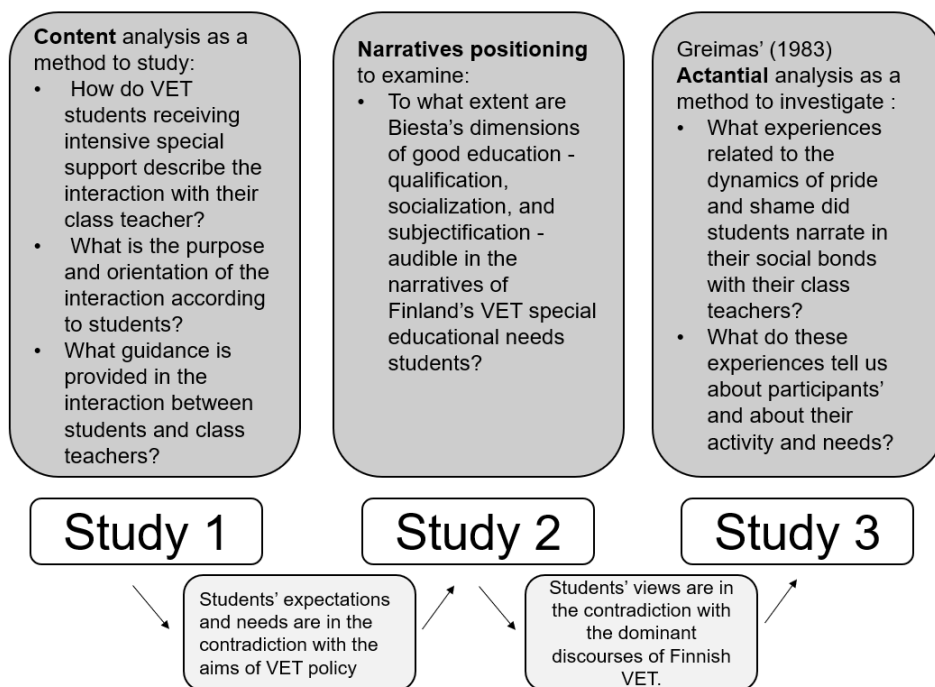 Content analysis as a
method to study:
• How do VET
students receiving
intensive special
support describe the
interaction with their
class teacher?
• What is the purpose
and orientation of the
interaction according
to students?
• What guidance is
provided in the
interaction between
students and class
teachers?
Narratives positioning
to examine:
• To what extent are
Biesta's dimensions
of good education -
qualification,
socialization, and
subjectification -
audible in the
narratives of
Finland's VET special
educational needs
students?
Greimas' (1983)
Actantial analysis as a
method to investigate :
• What experiences
related to the
dynamics of pride
and shame did
students narrate in
their social bonds
with their class
teachers?
• What do these
experiences tell us
about participants'
and about their
activity and needs?
Study 1
Study 2
Study 3
Students' expectations
and needs are in the
contradiction with the
aims of VET policy
Students' views are in
the contradiction with
the dominant
discourses of Finnish
VET.